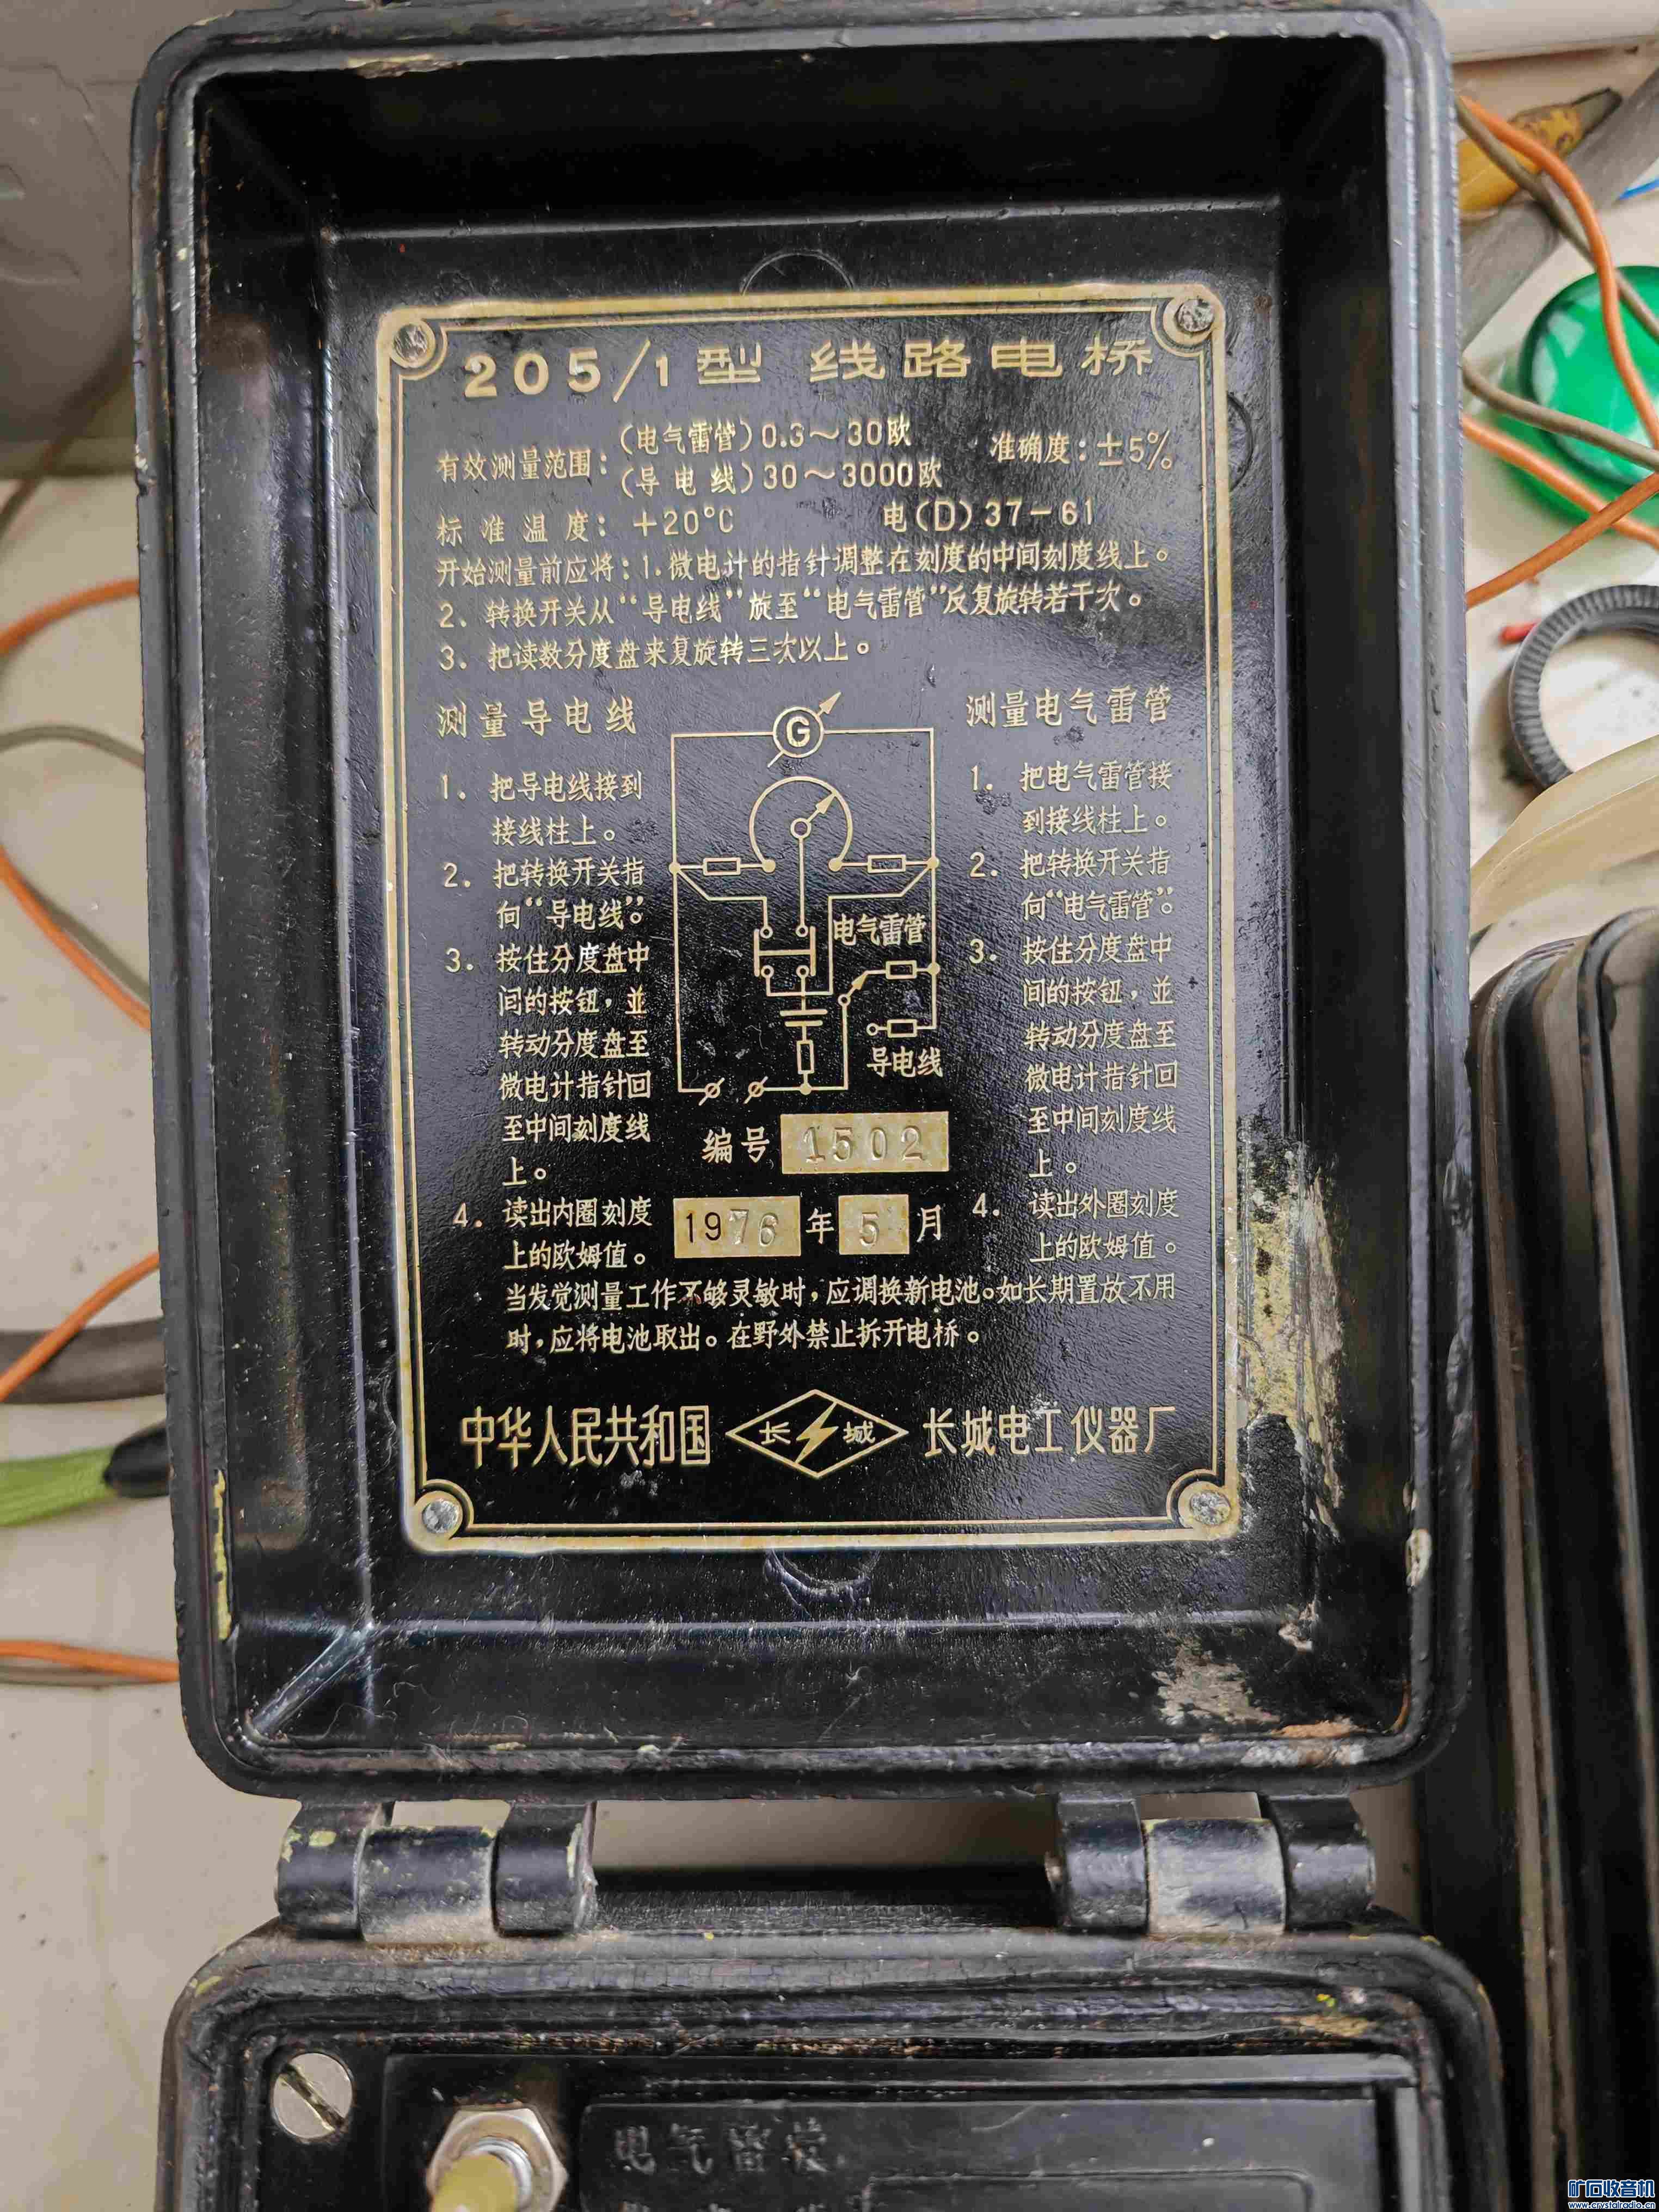 205/1型 线路电桥
有效测量范围:(电气雷管)0.3～30欧 准确度:±5%
(导电线)30～3000欧
标准温度: +20°C 电(D)37-61
开始测量前应将:1.微电计的指针调整在刻度的中间刻度线上。
2、转换开关从“导电线”旋至“电气雷管”反复旋转若干次。
3、把读数分度盘来复旋转三次以上。
测量导电线
1. 把导电线接到
接线柱上。
2. 把转换开关指
向“导电线”。
3. 按住分度盘中
间的按钮，並
转动分度盘至
微电计指针回
至中间刻度线
上。
4. 读出内圈刻度
上的欧姆值。
G
电气雷管
导电线
编号 1502
1976年5月
测量电气雷管
1. 把电气雷管接
到接线柱上。
2. 把转换开关指
向“电气雷管”。
3. 按住分度盘中
间的按钮，並
转动分度盘至
微电计指针回
至中间刻度线
上。
4. 读出外圈刻度
上的欧姆值。
当发觉测量工作不够灵敏时，应调换新电池。如长期置放不用
时，应将电池取出。在野外禁止拆开电桥。
中华人民共和国 长城 长城电工仪器厂
电气雷管
矿石收音机
www.crystalradio.cn